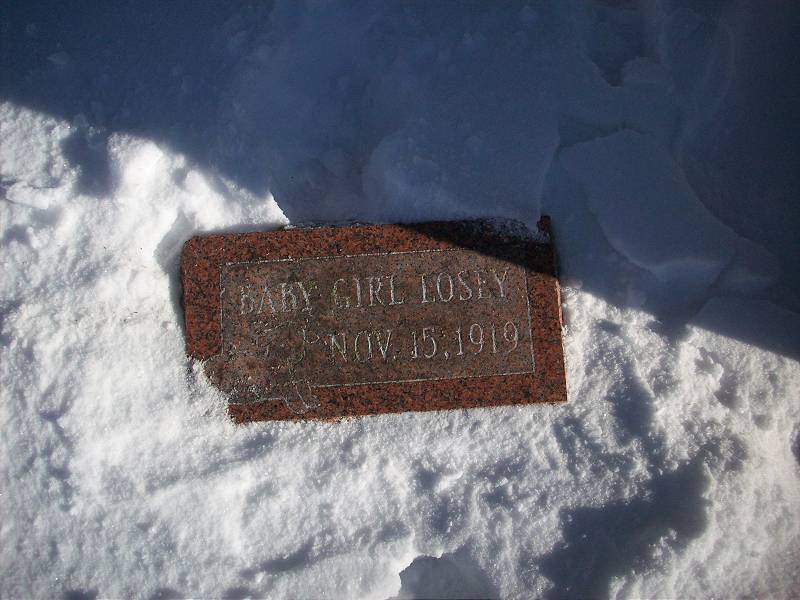 BABY GIRL LOSEY
NOV. 15, 1919